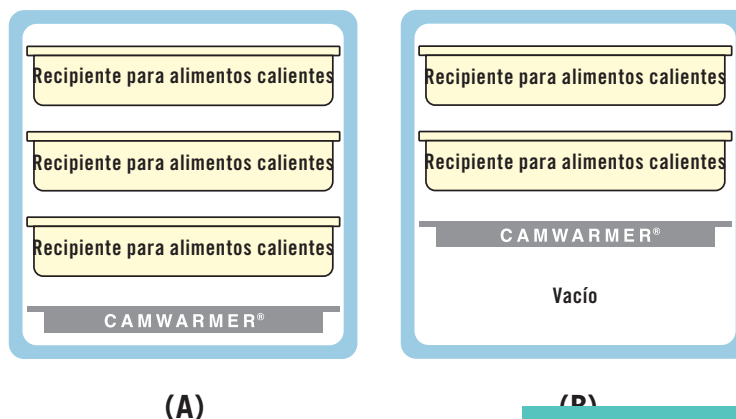 Recipiente para alimentos calientes
Recipiente para alimentos calientes
Recipiente para alimentos calientes
CAMWARMER®
(A)
Recipiente para alimentos calientes
Recipiente para alimentos calientes
CAMWARMER®
Vacío
(B)